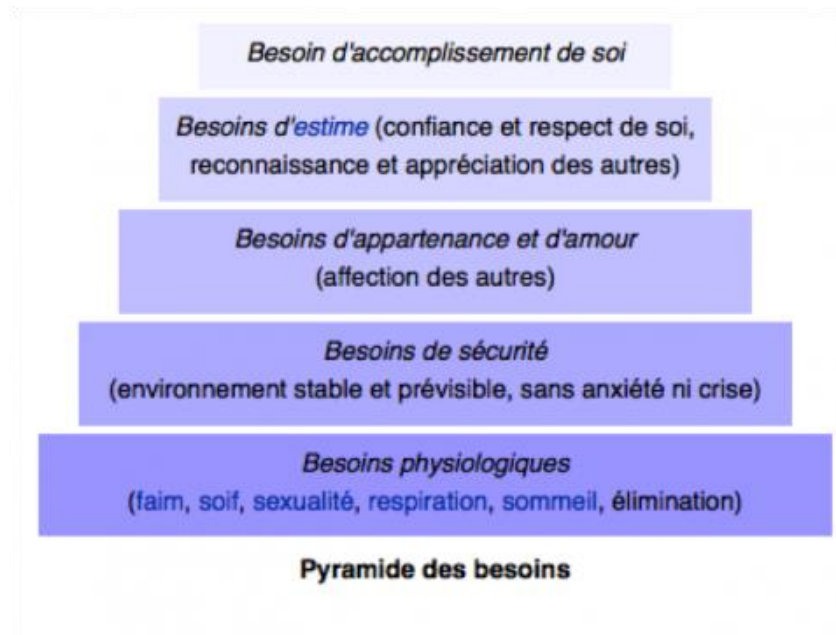 Besoin d'accomplissement de soi
Besoins d'estime (confiance et respect de soi,
reconnaissance et appréciation des autres)
Besoins d'appartenance et d'amour
(affection des autres)
Besoins de sécurité
(environnement stable et prévisible, sans anxiété ni crise)
Besoins physiologiques
(faim, soif, sexualité, respiration, sommeil, élimination)
Pyramide des besoins